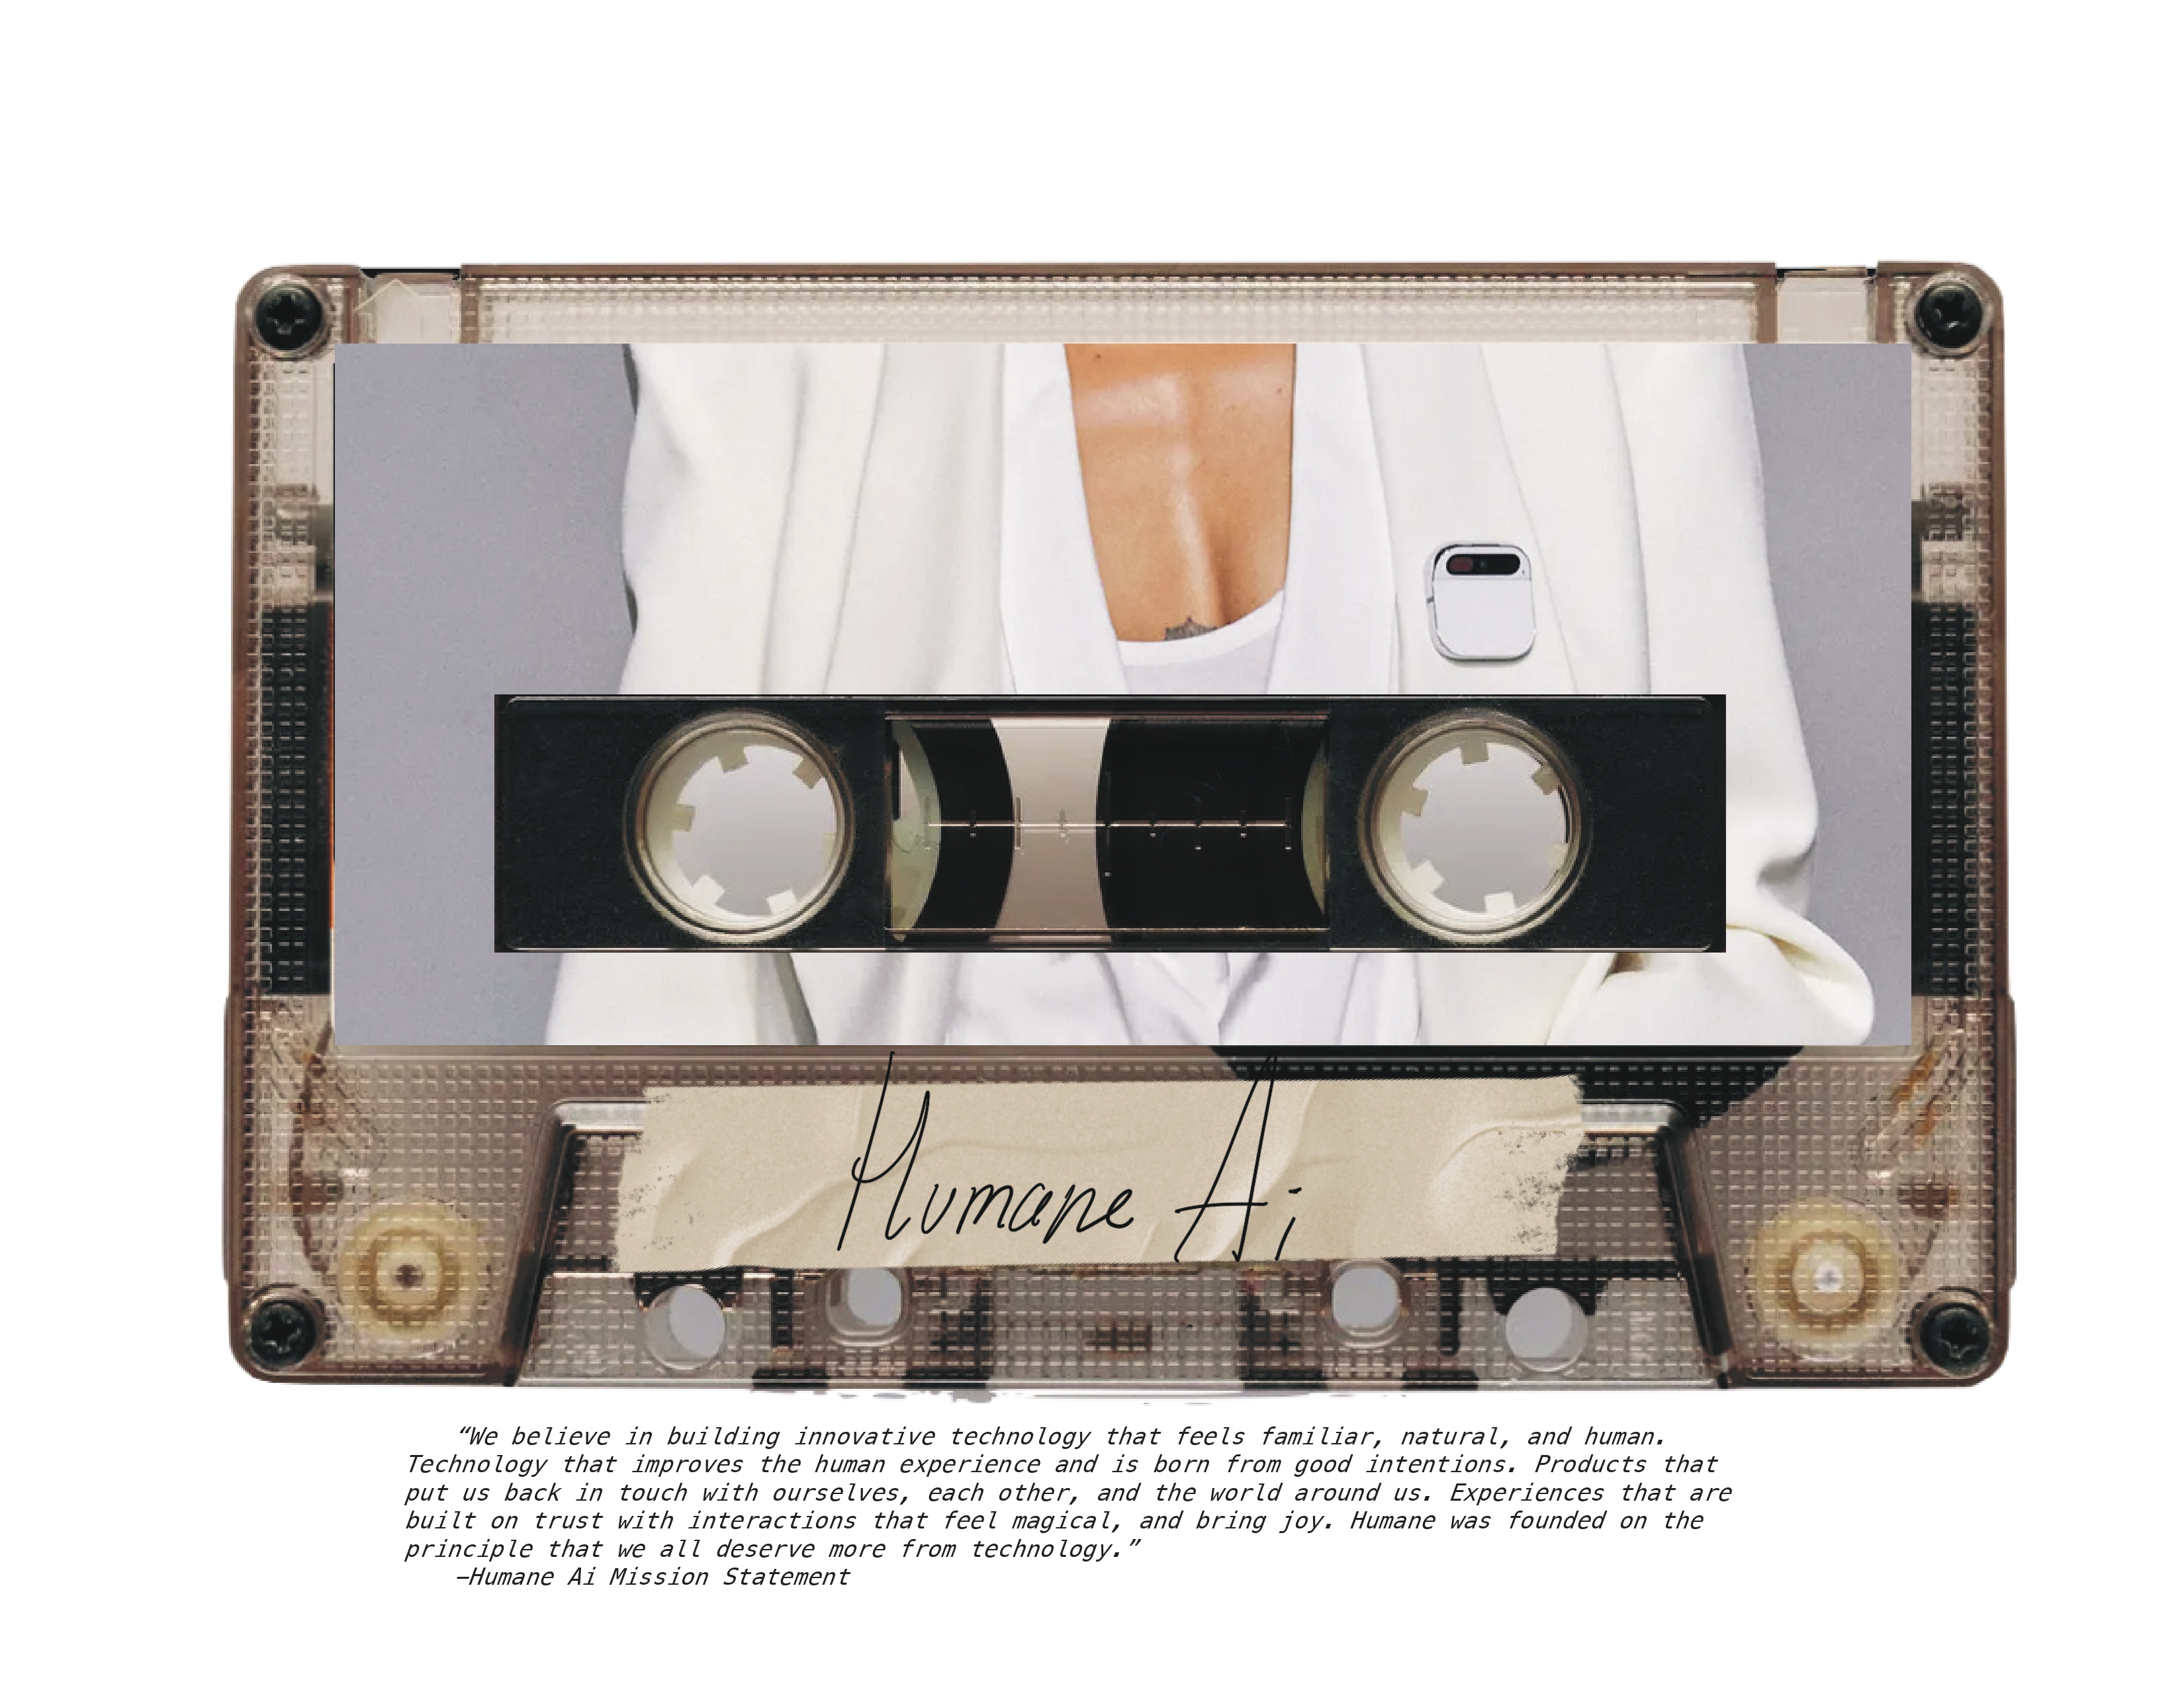 Humane Ai
“We believe in building innovative technology that feels familiar, natural, and human.
Technology that improves the human experience and is born from good intentions. Products that
put us back in touch with ourselves, each other, and the world around us. Experiences that are
built on trust with interactions that feel magical, and bring joy. Humane was founded on the
principle that we all deserve more from technology.”
—Humane Ai Mission Statement